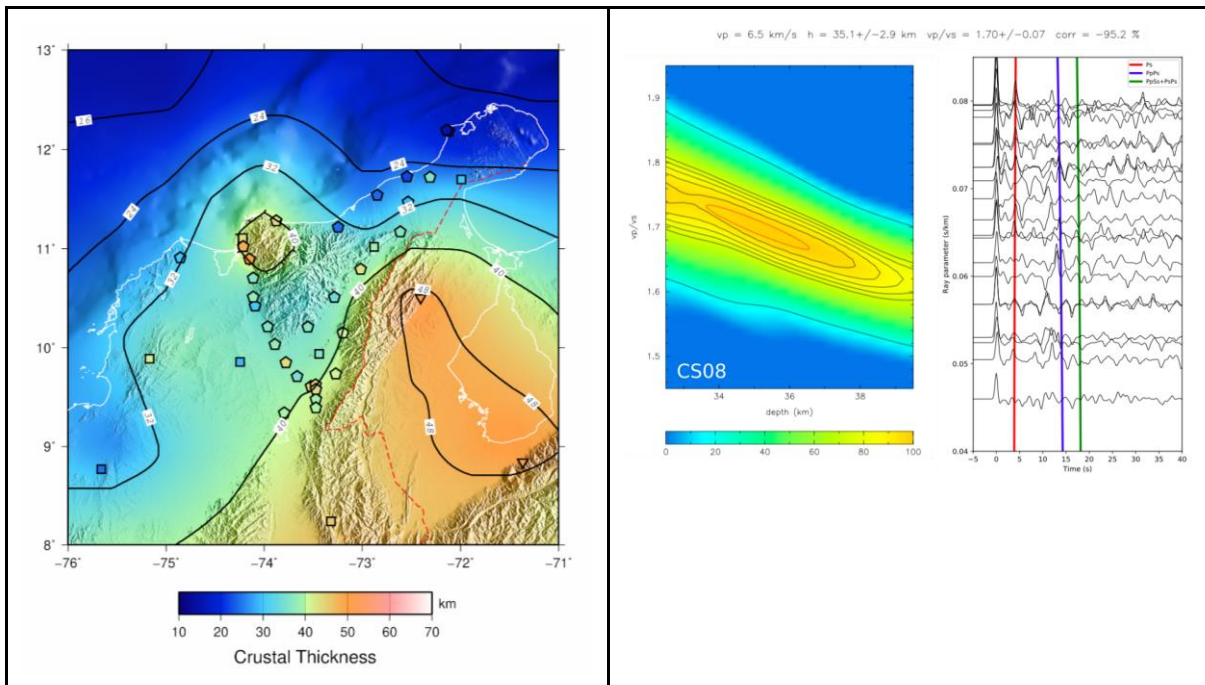 13˚
12˚
11˚
10˚
9˚
8˚
−76˚ −75˚ −74˚ −73˚ −72˚ −71˚
16
24
24
24
32
32
32
32
40
40
40
48
48
km
10 20 30 40 50 60 70
Crustal Thickness
vp = 6.5 km/s h = 35.1+/−2.9 km vp/vs = 1.70+/−0.07 corr = −95.2 %
vp/vs
1.9
1.8
1.7
1.6
1.5
CS08
34 36 38
depth (km)
0 20 40 60 80 100
Ps
PpPs
PpSs+PsPs
Ray parameter (s/km)
0.08
0.07
0.06
0.05
0.04
−5 0 5 10 15 20 25 30 35 40
Time (s)